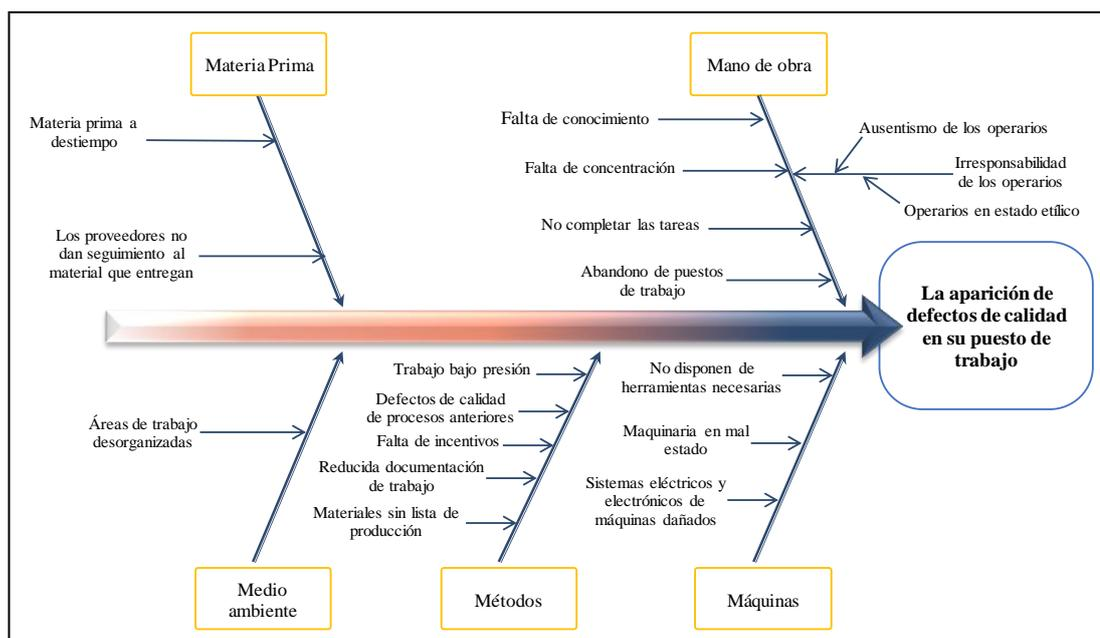 Materia Prima
Mano de obra
Materia prima a
destiempo
Los proveedores no
dan seguimiento al
material que entregan
Falta de conocimiento
Falta de concentración
No completar las tareas
Abandono de puestos
de trabajo
Ausentismo de los operarios
Irresponsabilidad
de los operarios
Operarios en estado etílico
La aparición de
defectos de calidad
en su puesto de
trabajo
Áreas de trabajo
desorganizadas
Trabajo bajo presión
Defectos de calidad
de procesos anteriores
Falta de incentivos
Reducida documentación
de trabajo
Materiales sin lista de
producción
No disponen de
herramientas necesarias
Maquinaria en mal
estado
Sistemas eléctricos y
electrónicos de
máquinas dañados
Medio
ambiente
Métodos
Máquinas